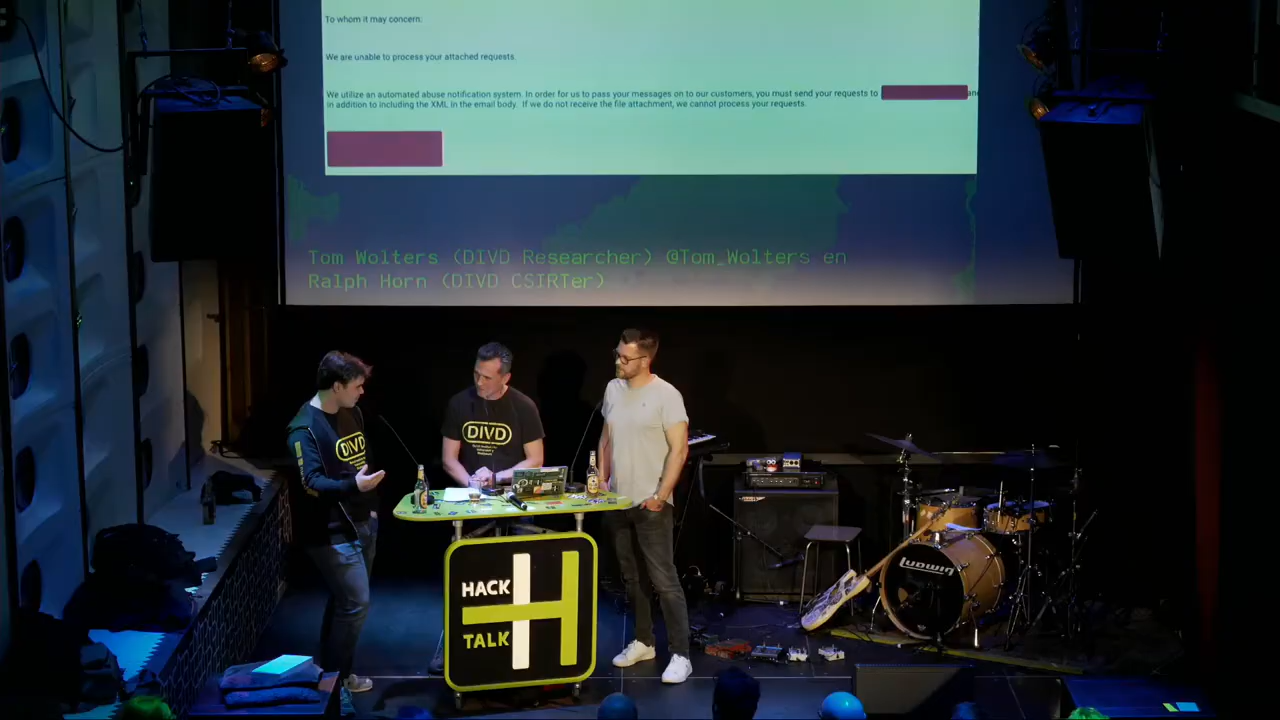 To whom it may concern:
We are unable to process your attached requests.
We utilize an automated abuse notification system. In order for us to pass your messages on to our customers, you must send your requests to
in addition to including the XML in the email body. If we do not receive the file attachment, we cannot process your requests.
Tom Wolters (DIVD Researcher) @Tom_Wolters en
Ralph Horn (DIVD CSIRTer)
DIVD
DIVD
HACK
TALK
H
Ludwig